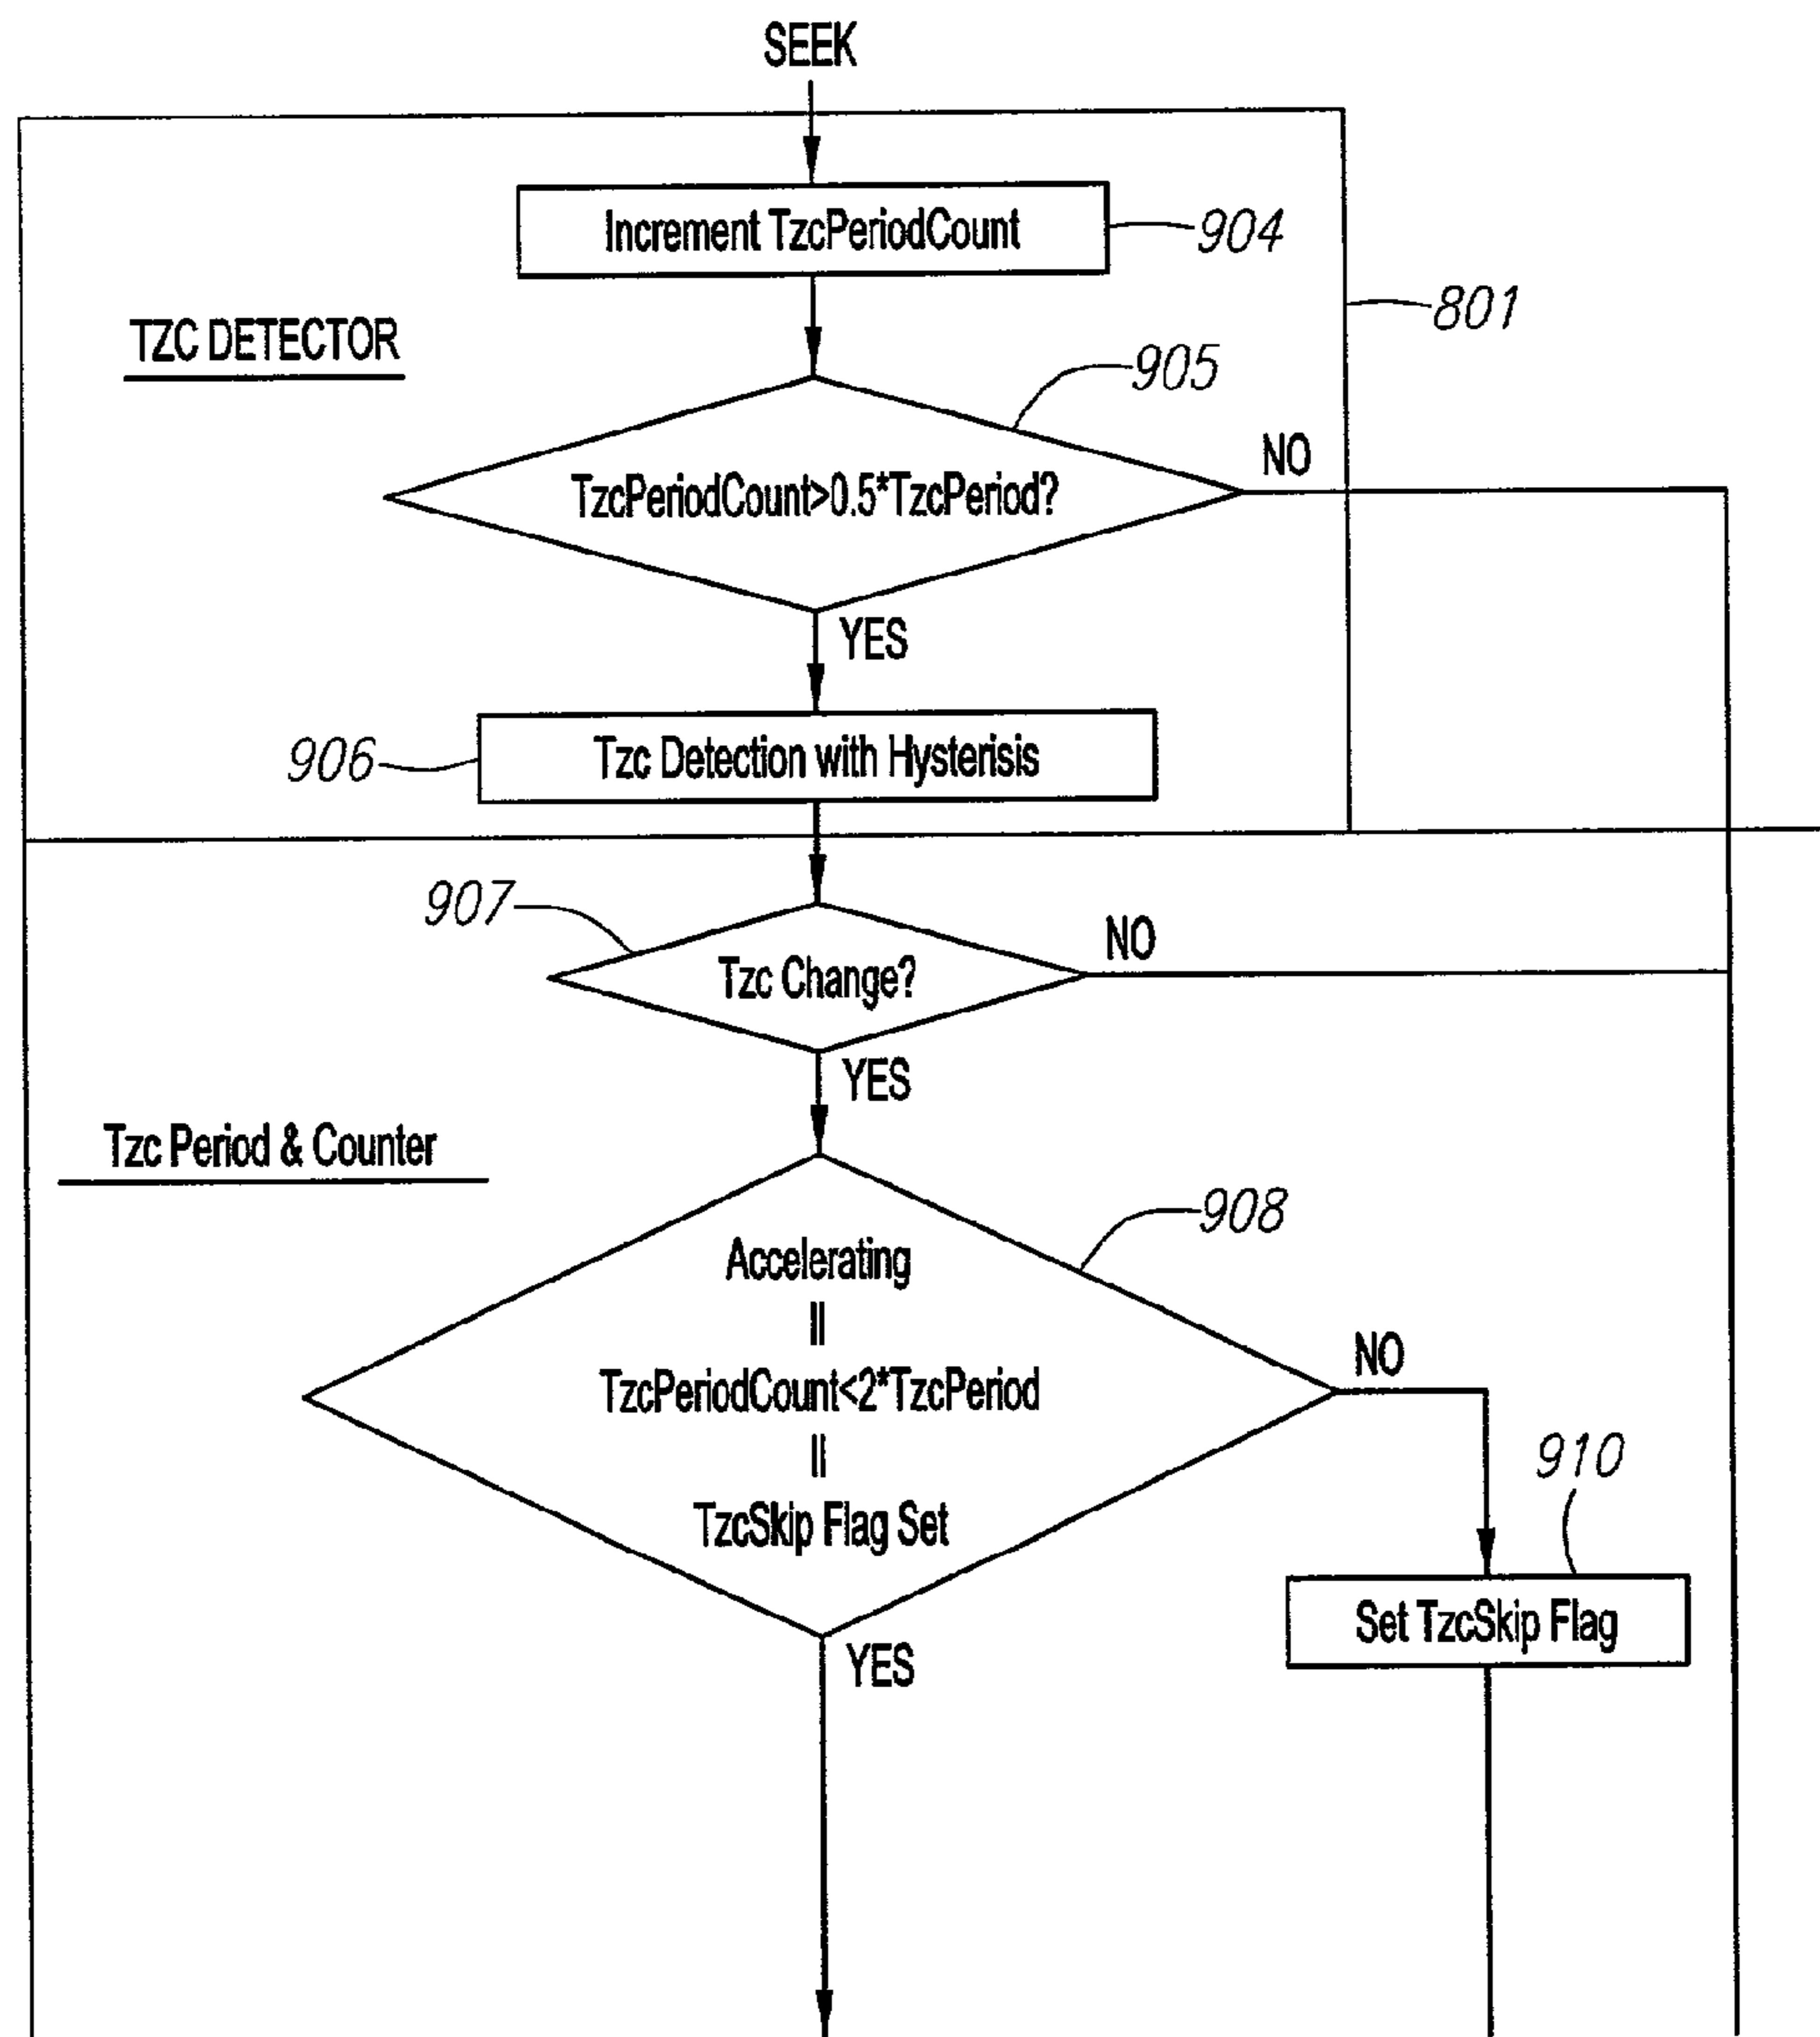 SEEK
Increment TzcPeriodCount
904
801
TZC DETECTOR
905
NO
TzcPeriodCount>0.5*TzcPeriod?
YES
906
Tzc Detection with Hysterisis
907
NO
Tzc Change?
YES
Tzc Period & Counter
908
Accelerating
||
TzcPeriodCount<2*TzcPeriod
||
TzcSkip Flag Set
NO
910
Set TzcSkip Flag
YES